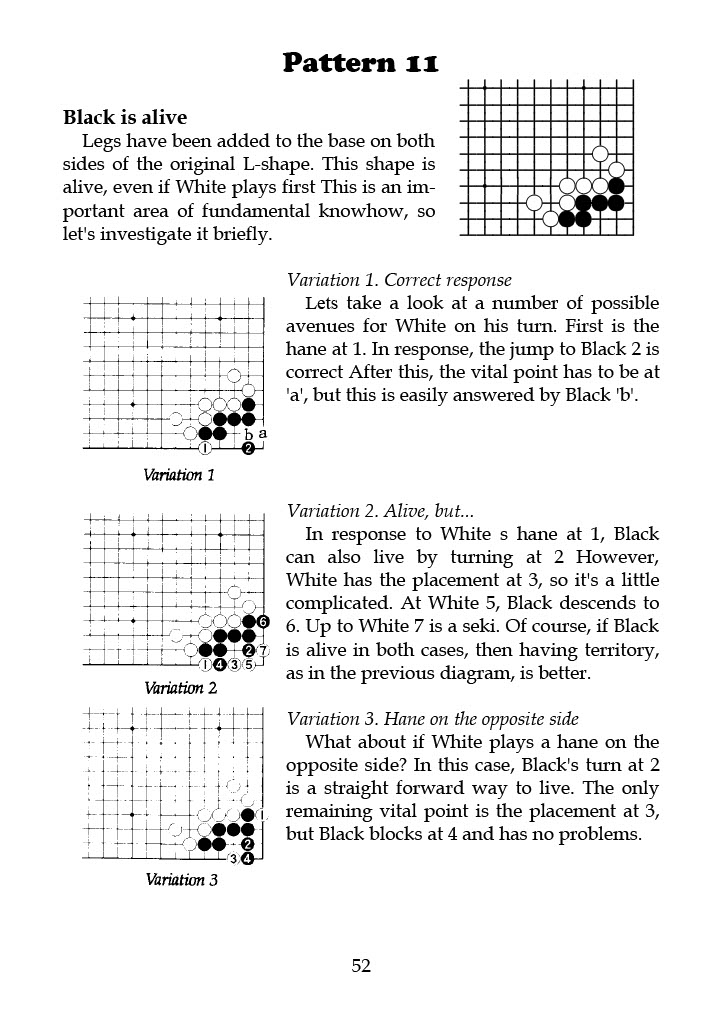 Pattern 11
Black is alive
Legs have been added to the base on both
sides of the original L-shape. This shape is
alive, even if White plays first This is an im-
portant area of fundamental knowhow, so
let's investigate it briefly.
Variation 1. Correct response
Lets take a look at a number of possible
avenues for White on his turn. First is the
hane at 1. In response, the jump to Black 2 is
correct After this, the vital point has to be at
'a', but this is easily answered by Black 'b'.
b a
1 2
Variation 1
Variation 2. Alive, but...
In response to White s hane at 1, Black
can also live by turning at 2 However,
White has the placement at 3, so it's a little
complicated. At White 5, Black descends to
6. Up to White 7 is a seki. Of course, if Black
is alive in both cases, then having territory,
as in the previous diagram, is better.
6
2 7
1 4 3 5
Variation 2
Variation 3. Hane on the opposite side
What about if White plays a hane on the
opposite side? In this case, Black's turn at 2
is a straight forward way to live. The only
remaining vital point is the placement at 3,
but Black blocks at 4 and has no problems.
1
2
3 4
Variation 3
52